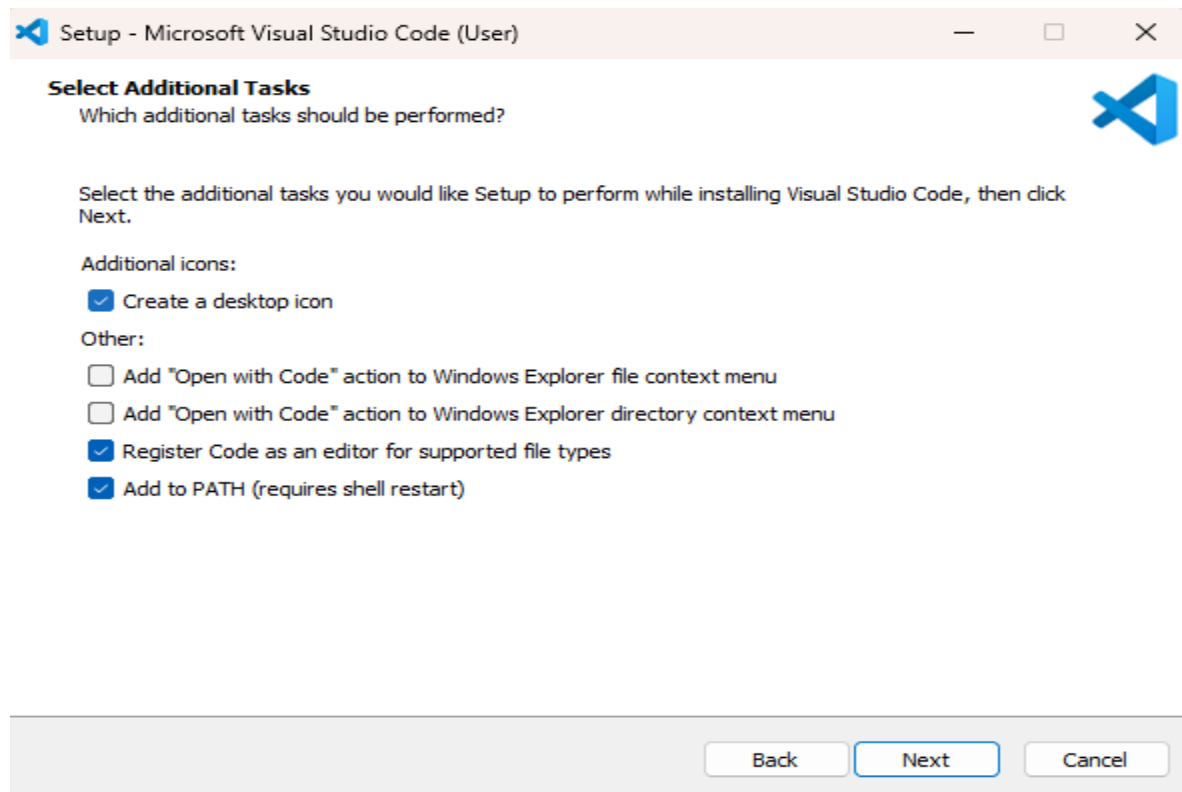 Setup - Microsoft Visual Studio Code (User)
Select Additional Tasks
Which additional tasks should be performed?
Select the additional tasks you would like Setup to perform while installing Visual Studio Code, then click
Next.
Additional icons:
Create a desktop icon
Other:
Add "Open with Code" action to Windows Explorer file context menu
Add "Open with Code" action to Windows Explorer directory context menu
Register Code as an editor for supported file types
Add to PATH (requires shell restart)
Back Next Cancel